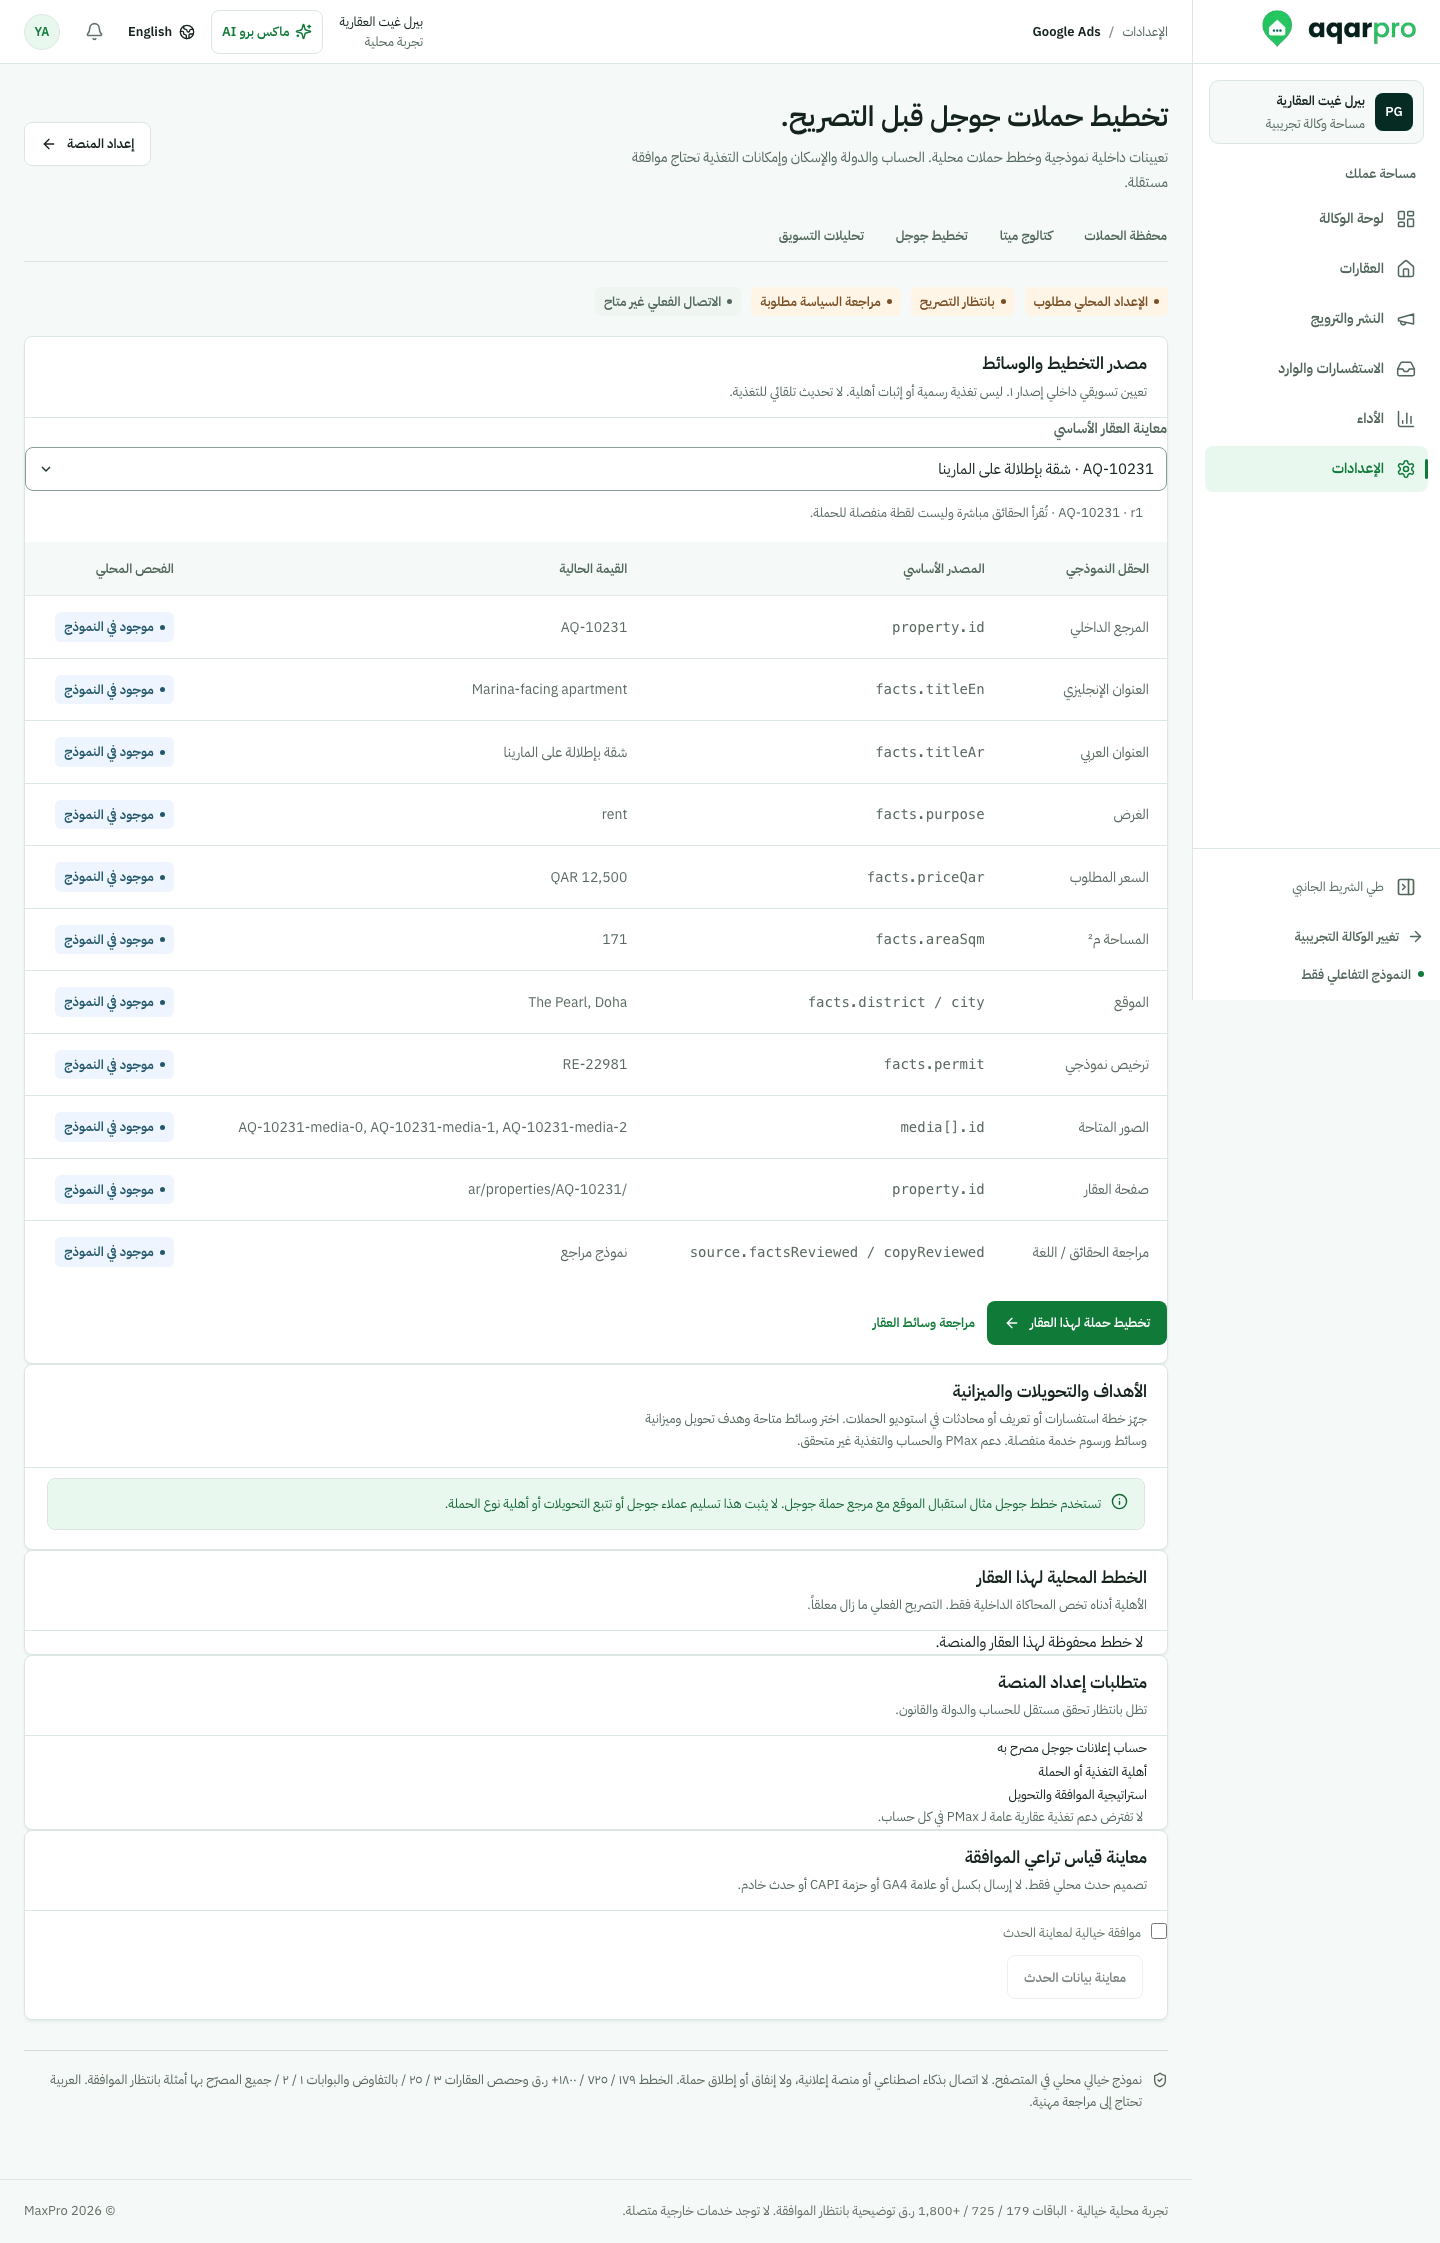 aqarpro
بيرل غيت العقارية
PG
مساحة وكالة تجريبية
مساحة عملك
لوحة الوكالة
العقارات
النشر والترويج
الاستفسارات والوارد
الأداء
الإعدادات
طي الشريط الجانبي
تغيير الوكالة التجريبية
النموذج التفاعلي فقط
الإعدادات / Google Ads
بيرل غيت العقارية
تجربة محلية
ماكس برو AI
English
YA
تخطيط حملات جوجل قبل التصريح.
تعيينات داخلية نموذجية وخطط حملات محلية. الحساب والدولة والإسكان وإمكانات التغذية تحتاج موافقة
مستقلة.
إعداد المنصة
محفظة الحملات
كتالوج ميتا
تخطيط جوجل
تحليلات التسويق
الإعداد المحلي مطلوب
بانتظار التصريح
مراجعة السياسة مطلوبة
الاتصال الفعلي غير متاح
مصدر التخطيط والوسائط
تعيين تسويقي داخلي إصدار ١. ليس تغذية رسمية أو إثبات أهلية. لا تحديث تلقائي للتغذية.
معاينة العقار الأساسي
AQ-10231 · شقة بإطلالة على المارينا
AQ-10231 · r1 · تُقرأ الحقائق مباشرة وليست لقطة منفصلة للحملة.
الحقل النموذجي المصدر الأساسي القيمة الحالية الفحص المحلي
المرجع الداخلي property.id AQ-10231 موجود في النموذج
العنوان الإنجليزي facts.titleEn Marina-facing apartment موجود في النموذج
العنوان العربي facts.titleAr شقة بإطلالة على المارينا موجود في النموذج
الغرض facts.purpose rent موجود في النموذج
السعر المطلوب facts.priceQar QAR 12,500 موجود في النموذج
المساحة م² facts.areaSqm 171 موجود في النموذج
الموقع facts.district / city The Pearl, Doha موجود في النموذج
ترخيص نموذجي facts.permit RE-22981 موجود في النموذج
الصور المتاحة media[].id AQ-10231-media-0, AQ-10231-media-1, AQ-10231-media-2 موجود في النموذج
صفحة العقار property.id ar/properties/AQ-10231/ موجود في النموذج
مراجعة الحقائق / اللغة source.factsReviewed / copyReviewed نموذج مراجع موجود في النموذج
تخطيط حملة لهذا العقار
مراجعة وسائط العقار
الأهداف والتحويلات والميزانية
جهّز خطة استفسارات أو تعريف أو محادثات في استوديو الحملات. اختر وسائط متاحة وهدف تحويل وميزانية
وسائط ورسوم خدمة منفصلة. دعم PMax والحساب والتغذية غير متحقق.
تستخدم خطط جوجل مثال استقبال الموقع مع مرجع حملة جوجل. لا يثبت هذا تسليم عملاء جوجل أو تتبع التحويلات أو أهلية نوع الحملة.
الخطط المحلية لهذا العقار
الأهلية أدناه تخص المحاكاة الداخلية فقط. التصريح الفعلي ما زال معلقاً.
لا خطط محفوظة لهذا العقار والمنصة.
متطلبات إعداد المنصة
تظل بانتظار تحقق مستقل للحساب والدولة والقانون.
حساب إعلانات جوجل مصرح به
أهلية التغذية أو الحملة
استراتيجية الموافقة والتحويل
لا تفترض دعم تغذية عقارية عامة لـ PMax في كل حساب.
معاينة قياس تراعي الموافقة
تصميم حدث محلي فقط. لا إرسال بكسل أو علامة GA4 أو حزمة CAPI أو حدث خادم.
موافقة خيالية لمعاينة الحدث
معاينة بيانات الحدث
نموذج خيالي محلي في المتصفح. لا اتصال بذكاء اصطناعي أو منصة إعلانية، ولا إنفاق أو إطلاق حملة. الخطط ١٧٩ / ٧٢٥ / ١٨٠٠+ ر.ق وحصص العقارات ٣ / ٢٥ / بالتفاوض والبوابات ١ / ٢ / جميع المصرّح بها أمثلة بانتظار الموافقة. العربية
تحتاج إلى مراجعة مهنية.
تجربة محلية خيالية · الباقات 179 / 725 / +1,800 ر.ق توضيحية بانتظار الموافقة. لا توجد خدمات خارجية متصلة.
© 2026 MaxPro